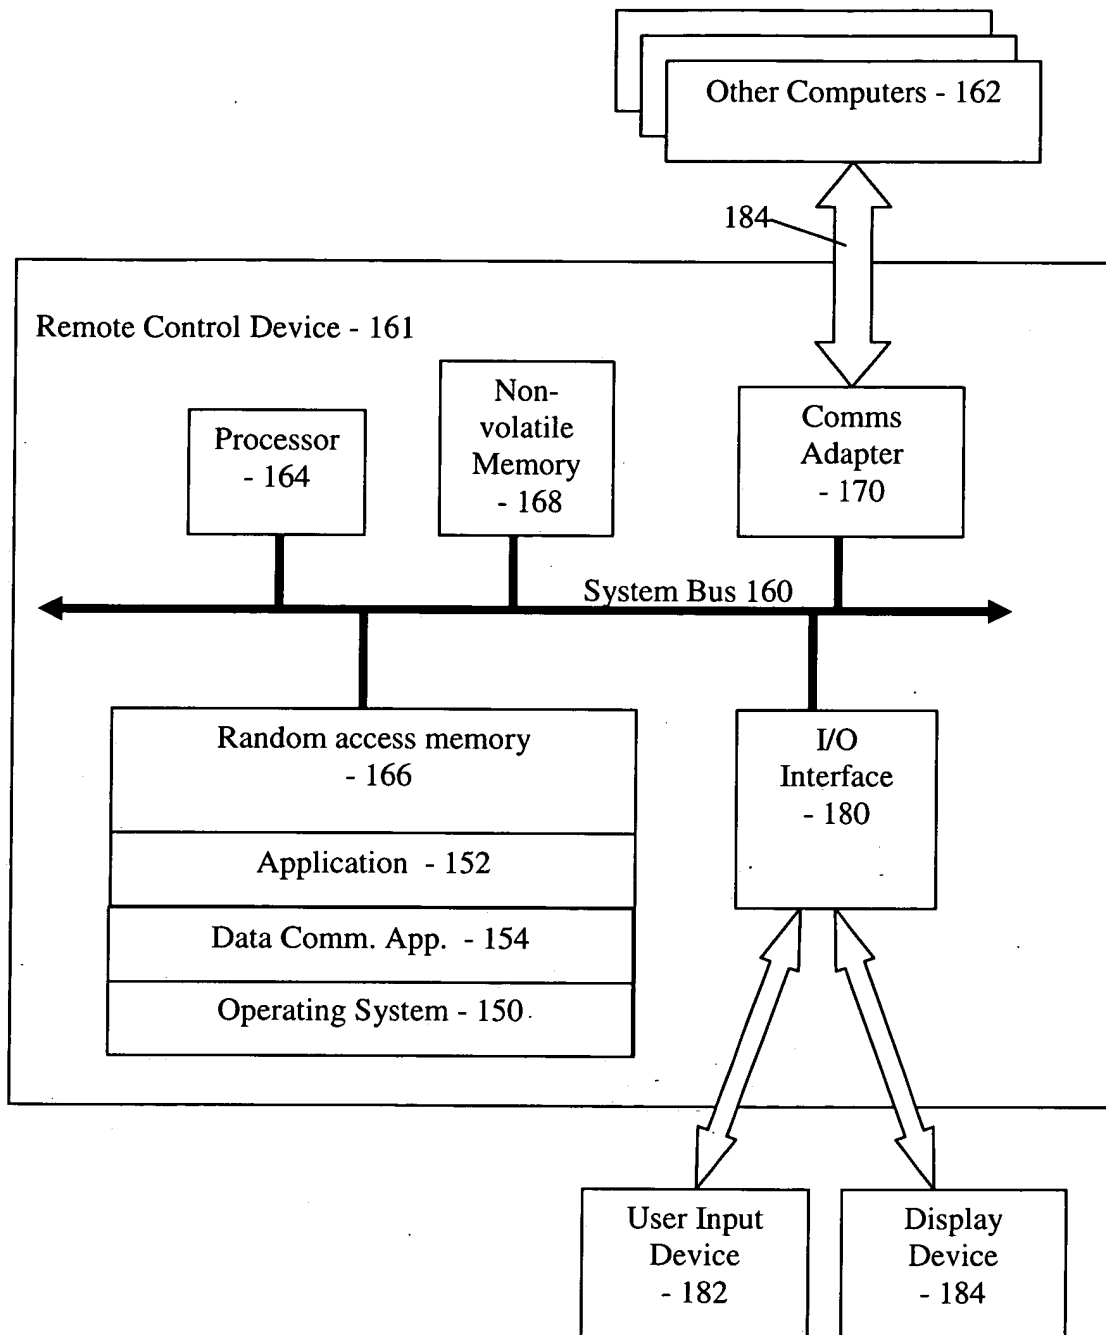 Other Computers - 162
184
Remote Control Device - 161
Non-
volatile
Memory
- 168
Comms
Adapter
- 170
Processor
- 164
System Bus 160
Random access memory
- 166
I/O
Interface
- 180
Application - 152
Data Comm. App. - 154
Operating System - 150
User Input
Device
- 182
Display
Device
- 184